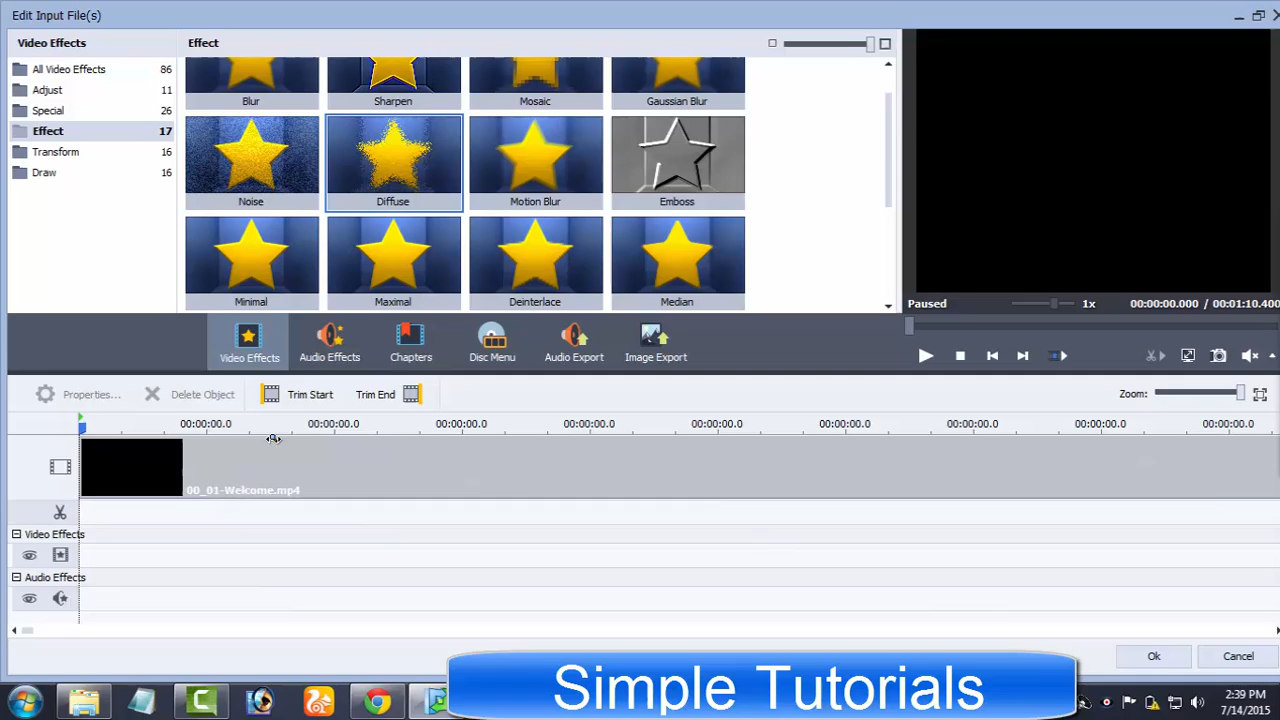 Edit Input File(s)
Video Effects
Effect
All Video Effects 86
Adjust 11
Special 26
Effect 17
Transform 16
Draw 16
Blur Sharpen Mosaic Gaussian Blur
Noise Diffuse Motion Blur Emboss
Minimal Maximal Deinterlace Median
Paused 1x 00:00:00.000 / 00:01:10.400
Video Effects Audio Effects Chapters Disc Menu Audio Export Image Export
Properties... Delete Object Trim Start Trim End Zoom:
00:00:00.0 00:00:00.0 00:00:00.0 00:00:00.0 00:00:00.0 00:00:00.0 00:00:00.0 00:00:00.0 00:00:00.0
00_01-Welcome.mp4
Video Effects
Audio Effects
Ok Cancel
Simple Tutorials
2:39 PM
7/14/2015